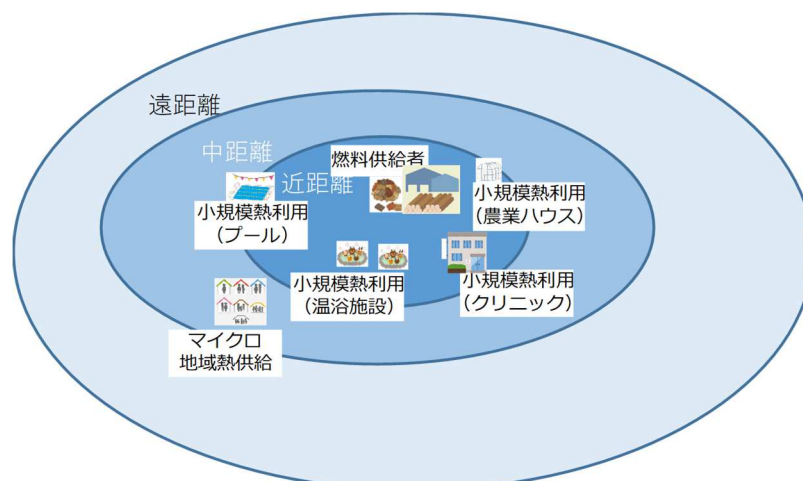 遠距離
中距離
近距離
燃料供給者
小規模熱利用
（プール）
小規模熱利用
（農業ハウス）
小規模熱利用
（温浴施設）
小規模熱利用
（クリニック）
マイクロ
地域熱供給